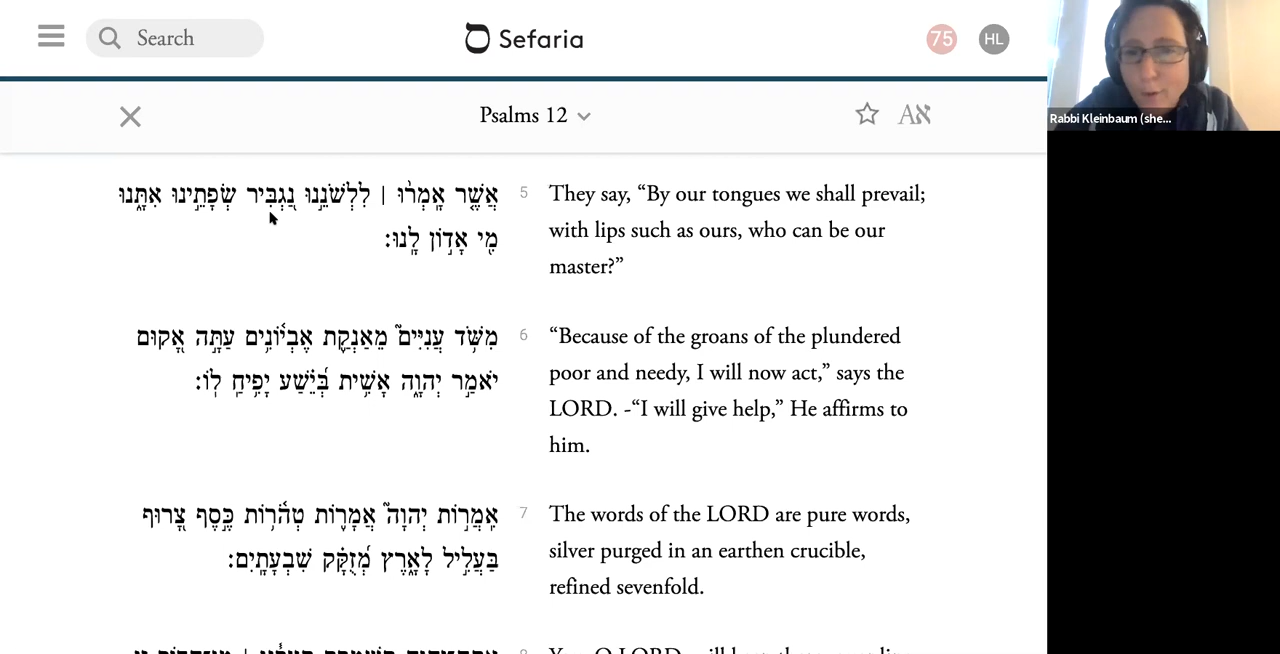 Search
Sefaria
75
HL
Rabbi Kleinbaum (she...
Psalms 12
Aא
אֲשֶׁ֤ר אָֽמְר֨וּ ׀ לִלְשֹׁנֵ֣נוּ נַ֭גְבִּיר שְׂפָתֵ֣ינוּ אִתָּ֑נוּ
מִ֖י אָד֣וֹן לָֽנוּ׃
5
They say, “By our tongues we shall prevail;
with lips such as ours, who can be our
master?”
מִשֹּׁ֥ד עֲנִיִּים֮ מֵאַנְקַ֪ת אֶבְי֫וֹנִ֥ים עַתָּ֣ה אָ֭קוּם
יֹאמַ֣ר יְהוָ֑ה אָשִׁ֥ית בְּ֝יֵ֗שַׁע יָפִ֥יחַֽ לֽוֹ׃
6
“Because of the groans of the plundered
poor and needy, I will now act,” says the
LORD. -“I will give help,” He affirms to
him.
אִֽמֲר֣וֹת יְהוָה֮ אֲמָר֪וֹת טְהֹ֫ר֥וֹת כֶּ֣סֶף צָ֭רוּף
בַּעֲלִ֣יל לָאָ֑רֶץ מְ֝זֻקָּ֗ק שִׁבְעָתָֽיִם׃
7
The words of the LORD are pure words,
silver purged in an earthen crucible,
refined sevenfold.
8